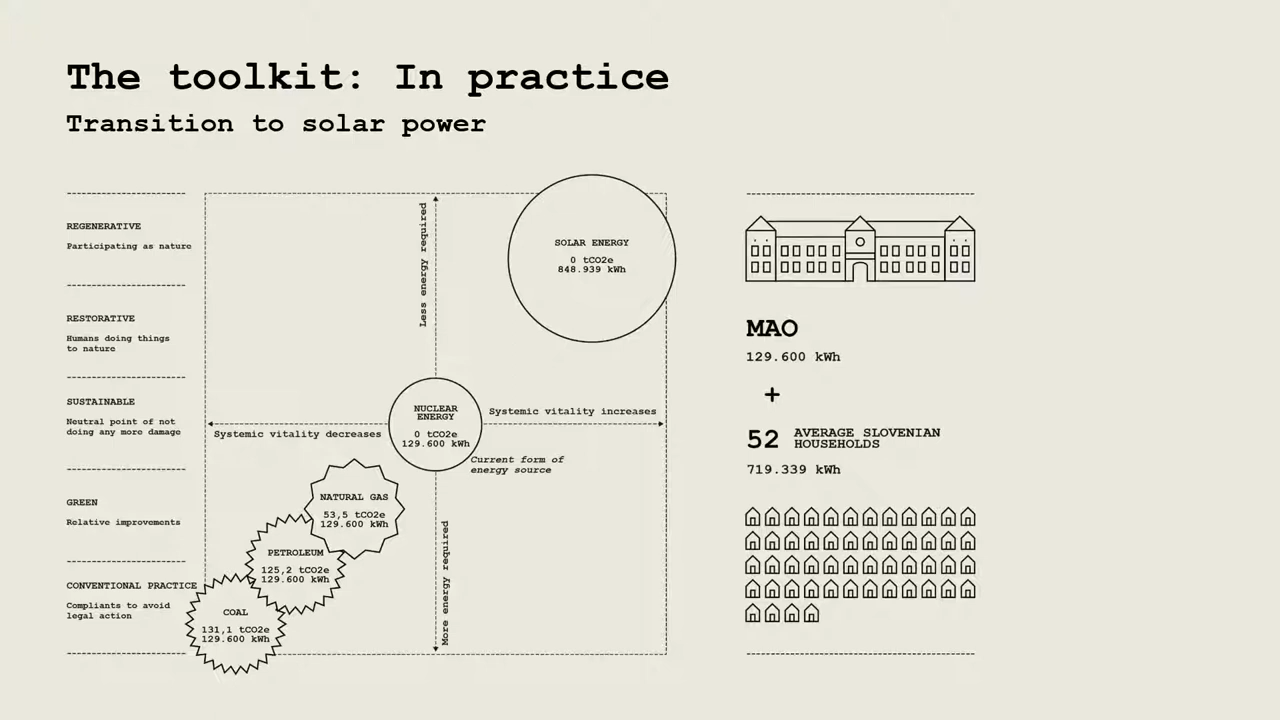 The toolkit: In practice
Transition to solar power
REGENERATIVE
Participating as nature
RESTORATIVE
Humans doing things
to nature
SUSTAINABLE
Neutral point of not
doing any more damage
GREEN
Relative improvements
CONVENTIONAL PRACTICE
Compliants to avoid
legal action
Less energy required
SOLAR ENERGY
0 tCO2e
848.939 kWh
NUCLEAR
ENERGY
0 tCO2e
129.600 kWh
Systemic vitality increases
Systemic vitality decreases
Current form of
energy source
NATURAL GAS
53,5 tCO2e
129.600 kWh
PETROLEUM
125,2 tCO2e
129.600 kWh
COAL
131,1 tCO2e
129.600 kWh
More energy required
MAO
129.600 kWh
+
52 AVERAGE SLOVENIAN
HOUSEHOLDS
719.339 kWh